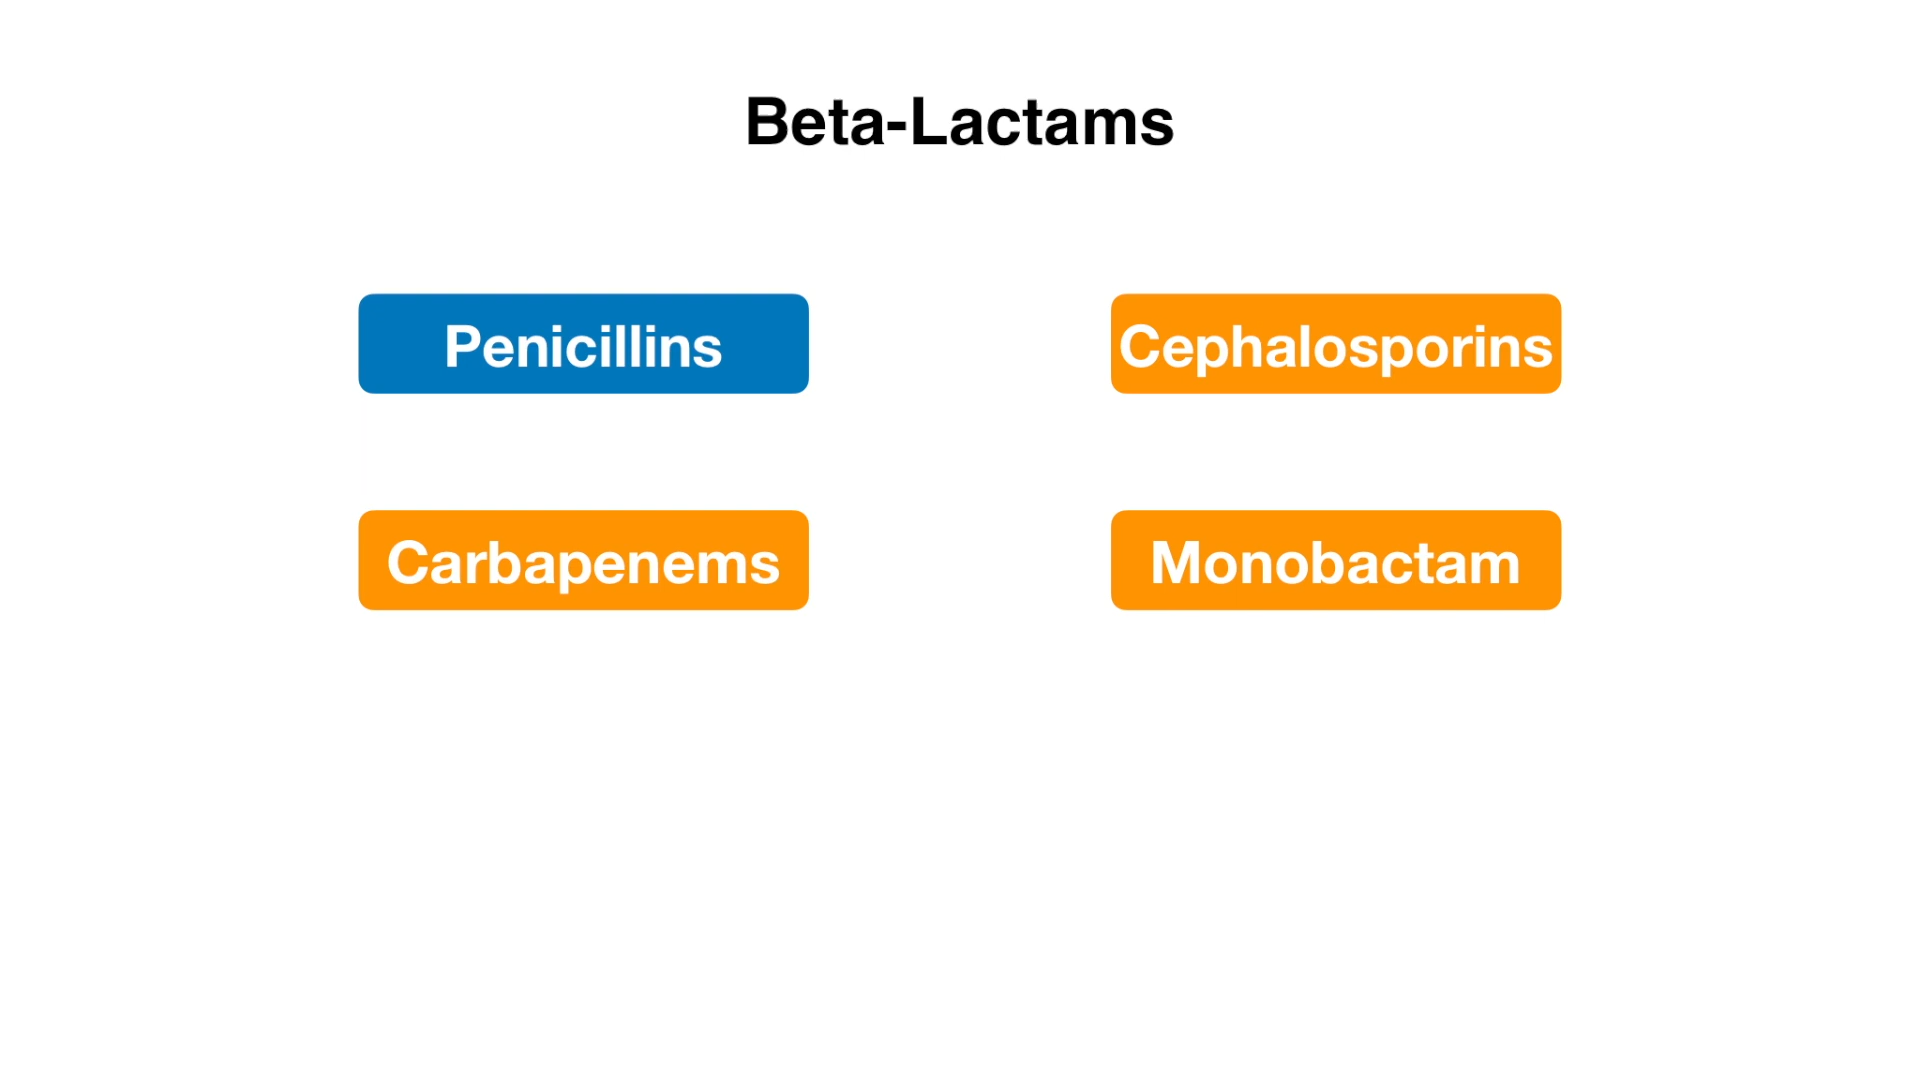 Beta-Lactams
Penicillins
Cephalosporins
Carbapenems
Monobactam